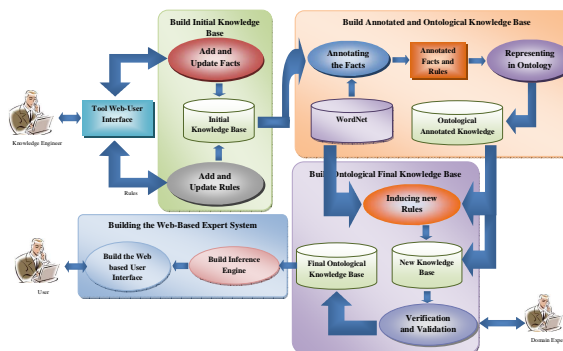 Build Initial Knowledge
Base
Add and
Update Facts
Initial
Knowledge Base
Add and
Update Rules
Tool Web-User
Interface
Knowledge Engineer
Rules
Build Annotated and Ontological Knowledge Base
Annotating
the Facts
Annotated
Facts and
Rules
Representing
in Ontology
WordNet
Ontological
Annotated Knowledge
Build Ontological Final Knowledge Base
Inducing new
Rules
Final Ontological
Knowledge Base
New Knowledge
Base
Verification
and Validation
Domain Expe
Building the Web-Based Expert System
Build the Web
based User
Interface
Build Inference
Engine
User